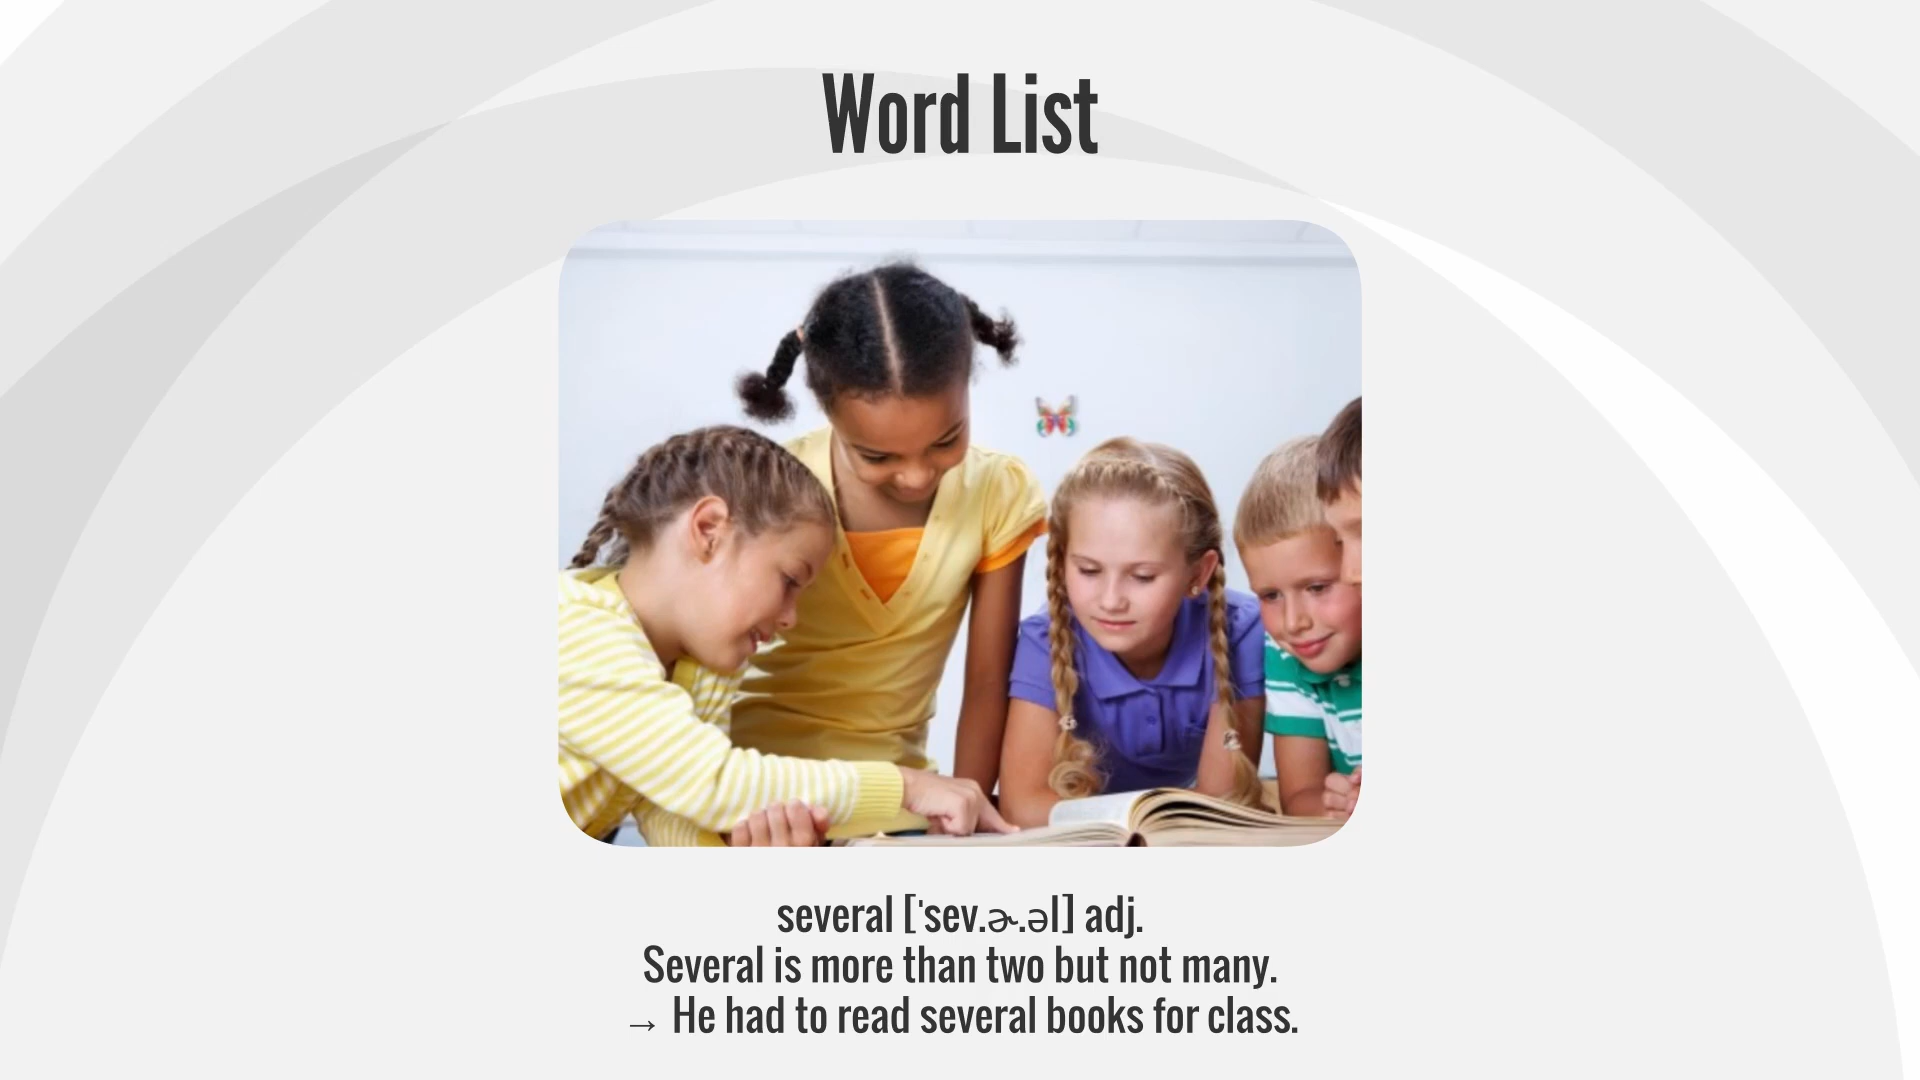 Word List
several [ˈsev.ɚ.əl] adj.
Several is more than two but not many.
→ He had to read several books for class.